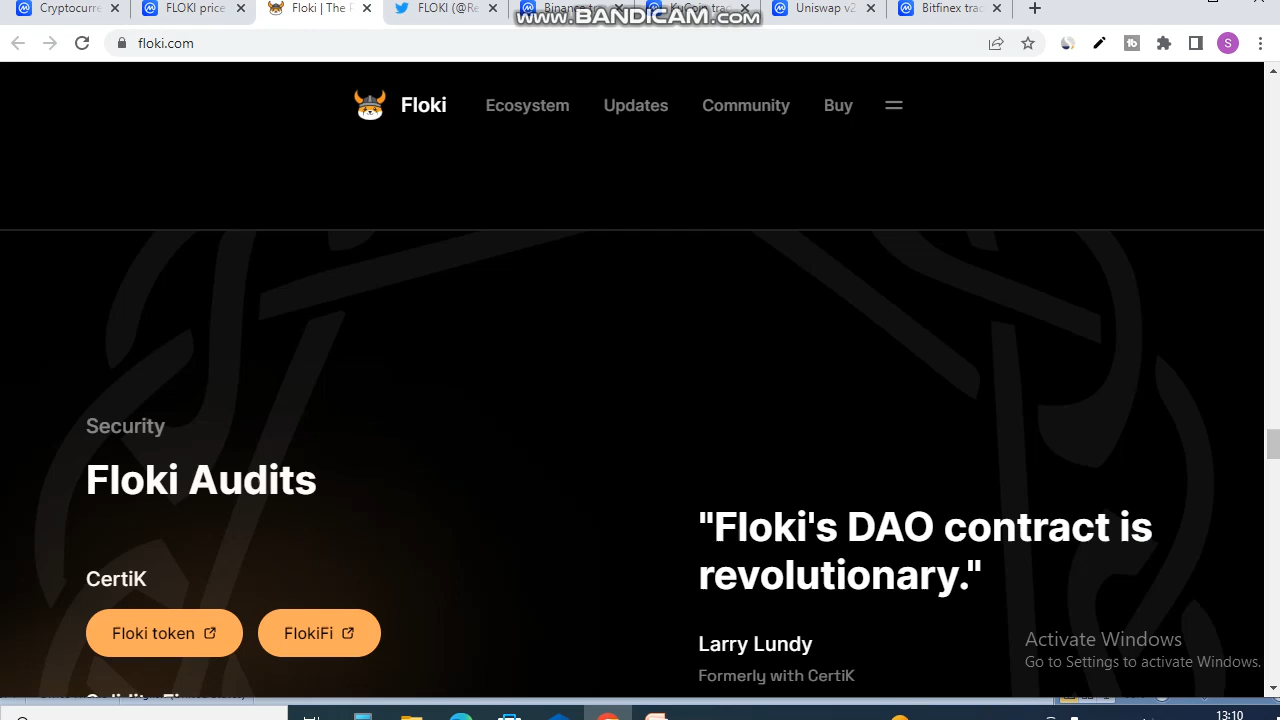 Cryptocurr
FLOKI price
Floki | The P
FLOKI (@Re
Uniswap v2
Bitfinex trac
www.BANDICAM.com
floki.com
S
Floki
Ecosystem
Updates
Community
Buy
Security
Floki Audits
"Floki's DAO contract is
revolutionary."
CertiK
Floki token
FlokiFi
Larry Lundy
Formerly with CertiK
Activate Windows
Go to Settings to activate Windows.
13:10